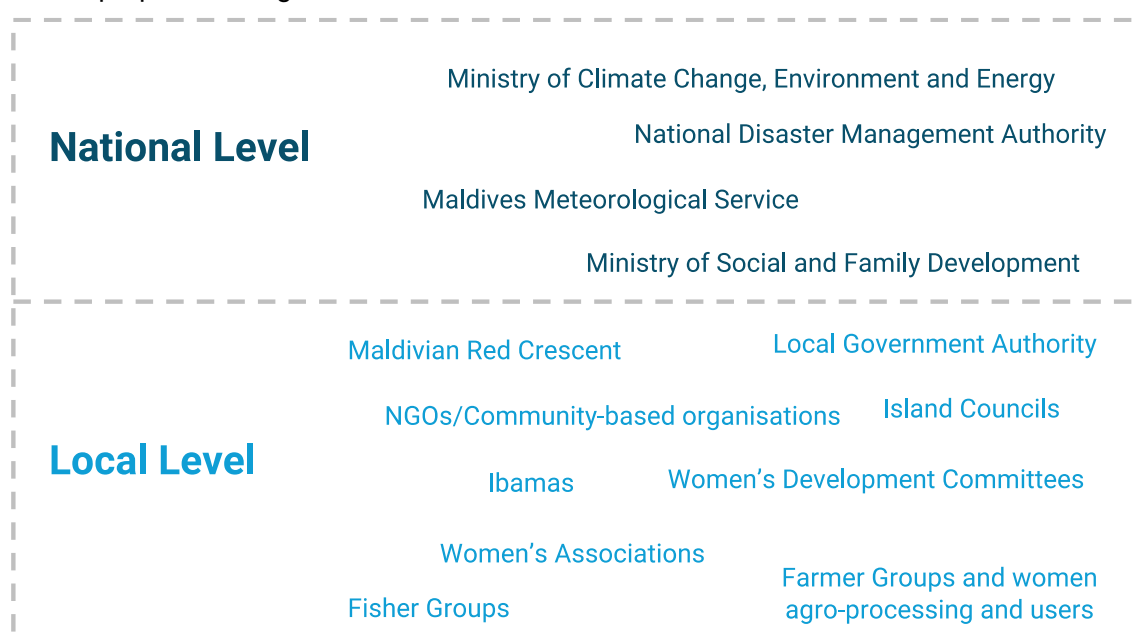 Ministry of Climate Change, Environment and Energy
National Level
National Disaster Management Authority
Maldives Meteorological Service
Ministry of Social and Family Development
Maldivian Red Crescent
Local Government Authority
NGOs/Community-based organisations
Island Councils
Local Level
Ibamas
Women's Development Committees
Women's Associations
Farmer Groups and women
agro-processing and users
Fisher Groups